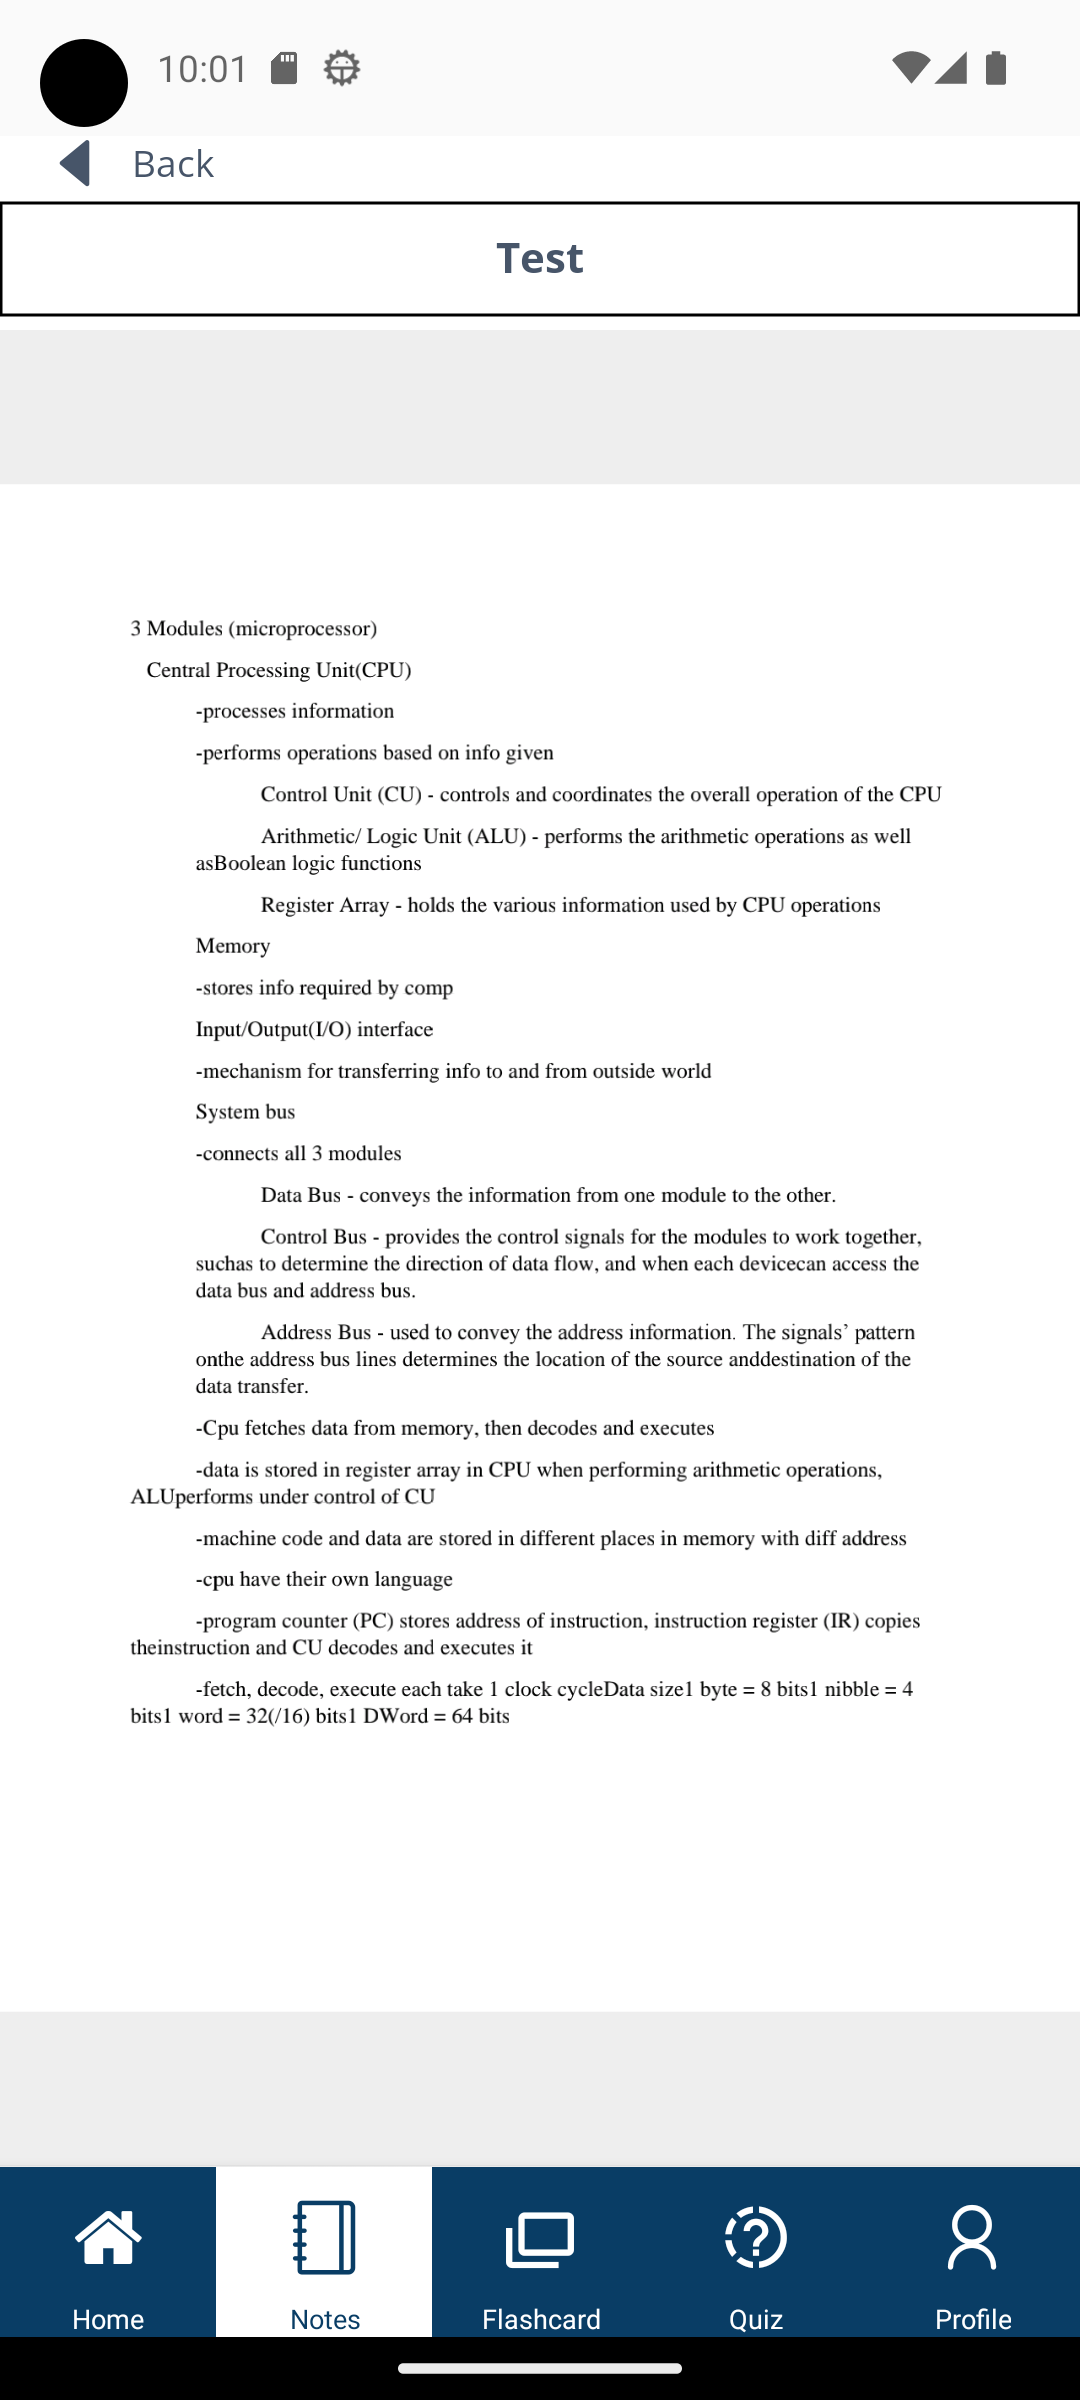 10:01
Back
Test
3 Modules (microprocessor)
Central Processing Unit(CPU)
-processes information
-performs operations based on info given
Control Unit (CU) - controls and coordinates the overall operation of the CPU
Arithmetic/ Logic Unit (ALU) - performs the arithmetic operations as well
asBoolean logic functions
Register Array - holds the various information used by CPU operations
Memory
-stores info required by comp
Input/Output(I/O) interface
-mechanism for transferring info to and from outside world
System bus
-connects all 3 modules
Data Bus - conveys the information from one module to the other.
Control Bus - provides the control signals for the modules to work together,
suchas to determine the direction of data flow, and when each devicecan access the
data bus and address bus.
Address Bus - used to convey the address information. The signals’ pattern
onthe address bus lines determines the location of the source anddestination of the
data transfer.
-Cpu fetches data from memory, then decodes and executes
-data is stored in register array in CPU when performing arithmetic operations,
ALUperforms under control of CU
-machine code and data are stored in different places in memory with diff address
-cpu have their own language
-program counter (PC) stores address of instruction, instruction register (IR) copies
theinstruction and CU decodes and executes it
-fetch, decode, execute each take 1 clock cycleData size1 byte = 8 bits1 nibble = 4
bits1 word = 32(/16) bits1 DWord = 64 bits
Home
Notes
Flashcard
Quiz
Profile